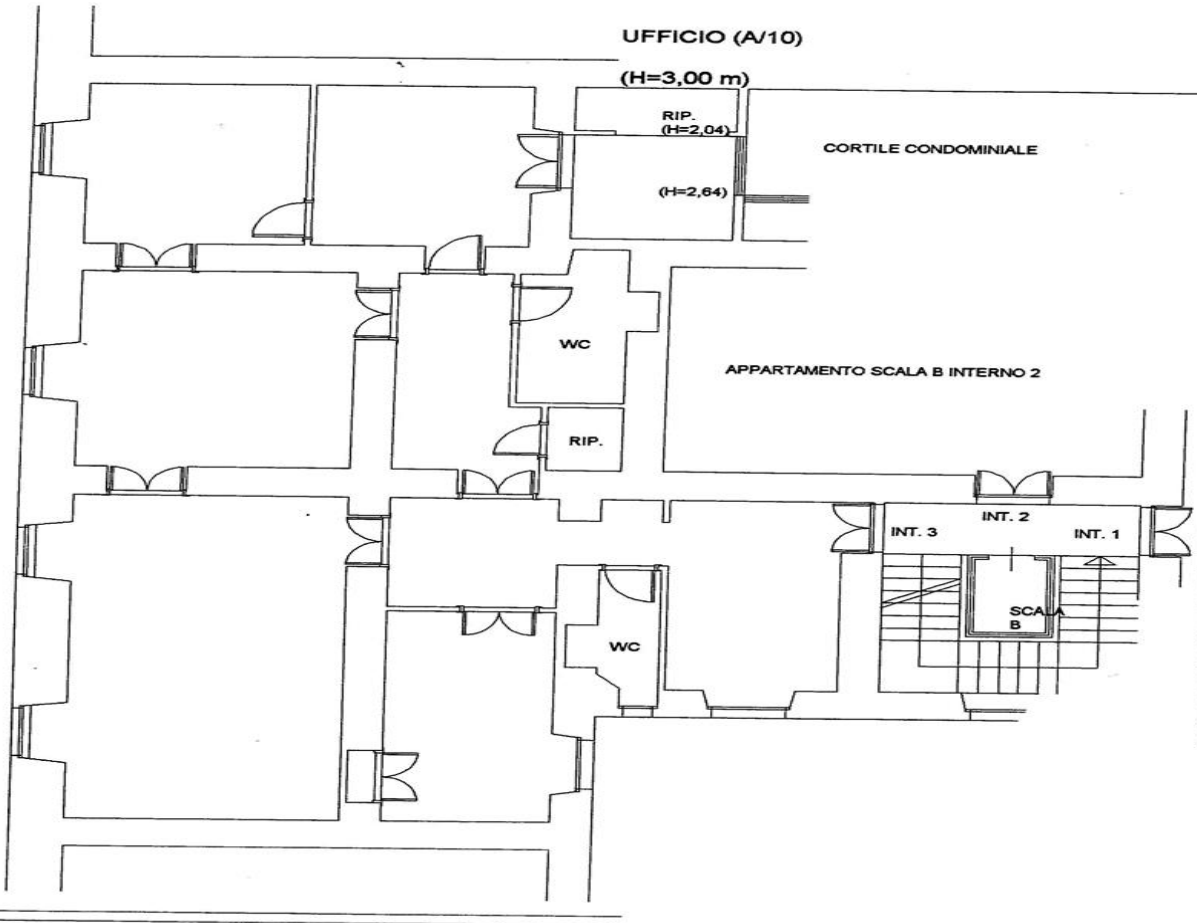 UFFICIO (A/10)
(H=3,00 m)
RIP.
(H=2,04)
CORTILE CONDOMINIALE
(H=2,64)
WC
APPARTAMENTO SCALA B INTERNO 2
RIP.
INT. 3
INT. 2
INT. 1
SCALA
B
WC